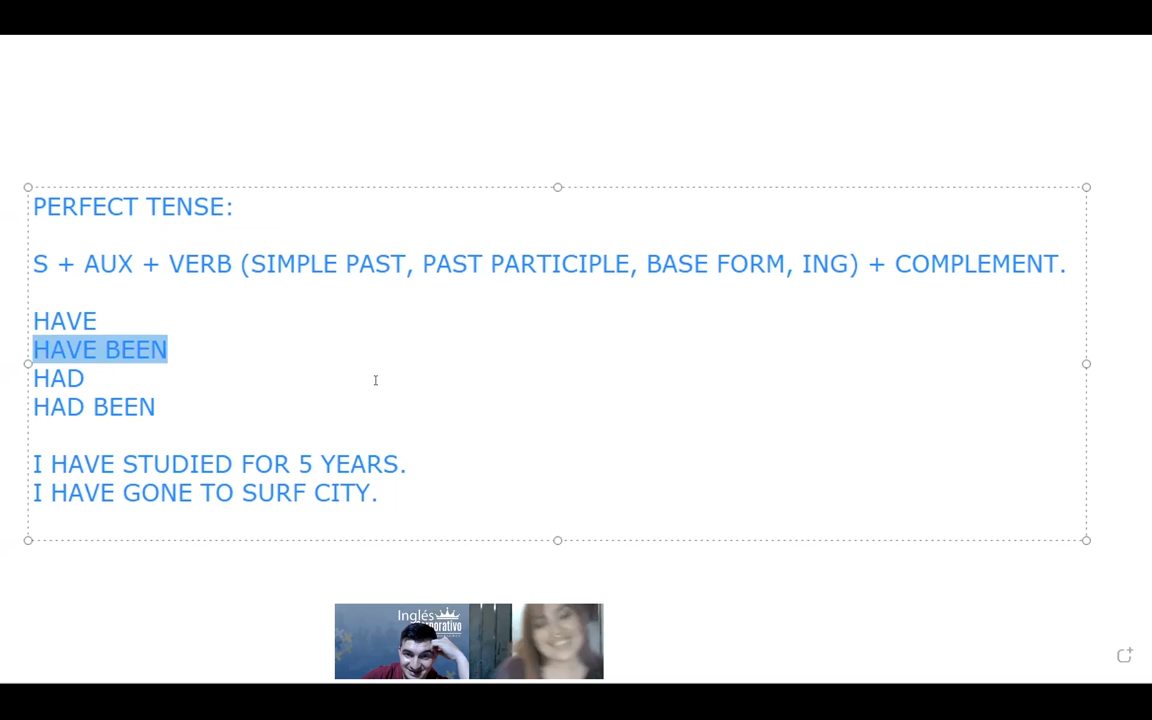 PERFECT TENSE:
S + AUX + VERB (SIMPLE PAST, PAST PARTICIPLE, BASE FORM, ING) + COMPLEMENT.
HAVE
HAVE BEEN
HAD
HAD BEEN
I HAVE STUDIED FOR 5 YEARS.
I HAVE GONE TO SURF CITY.
Inglés